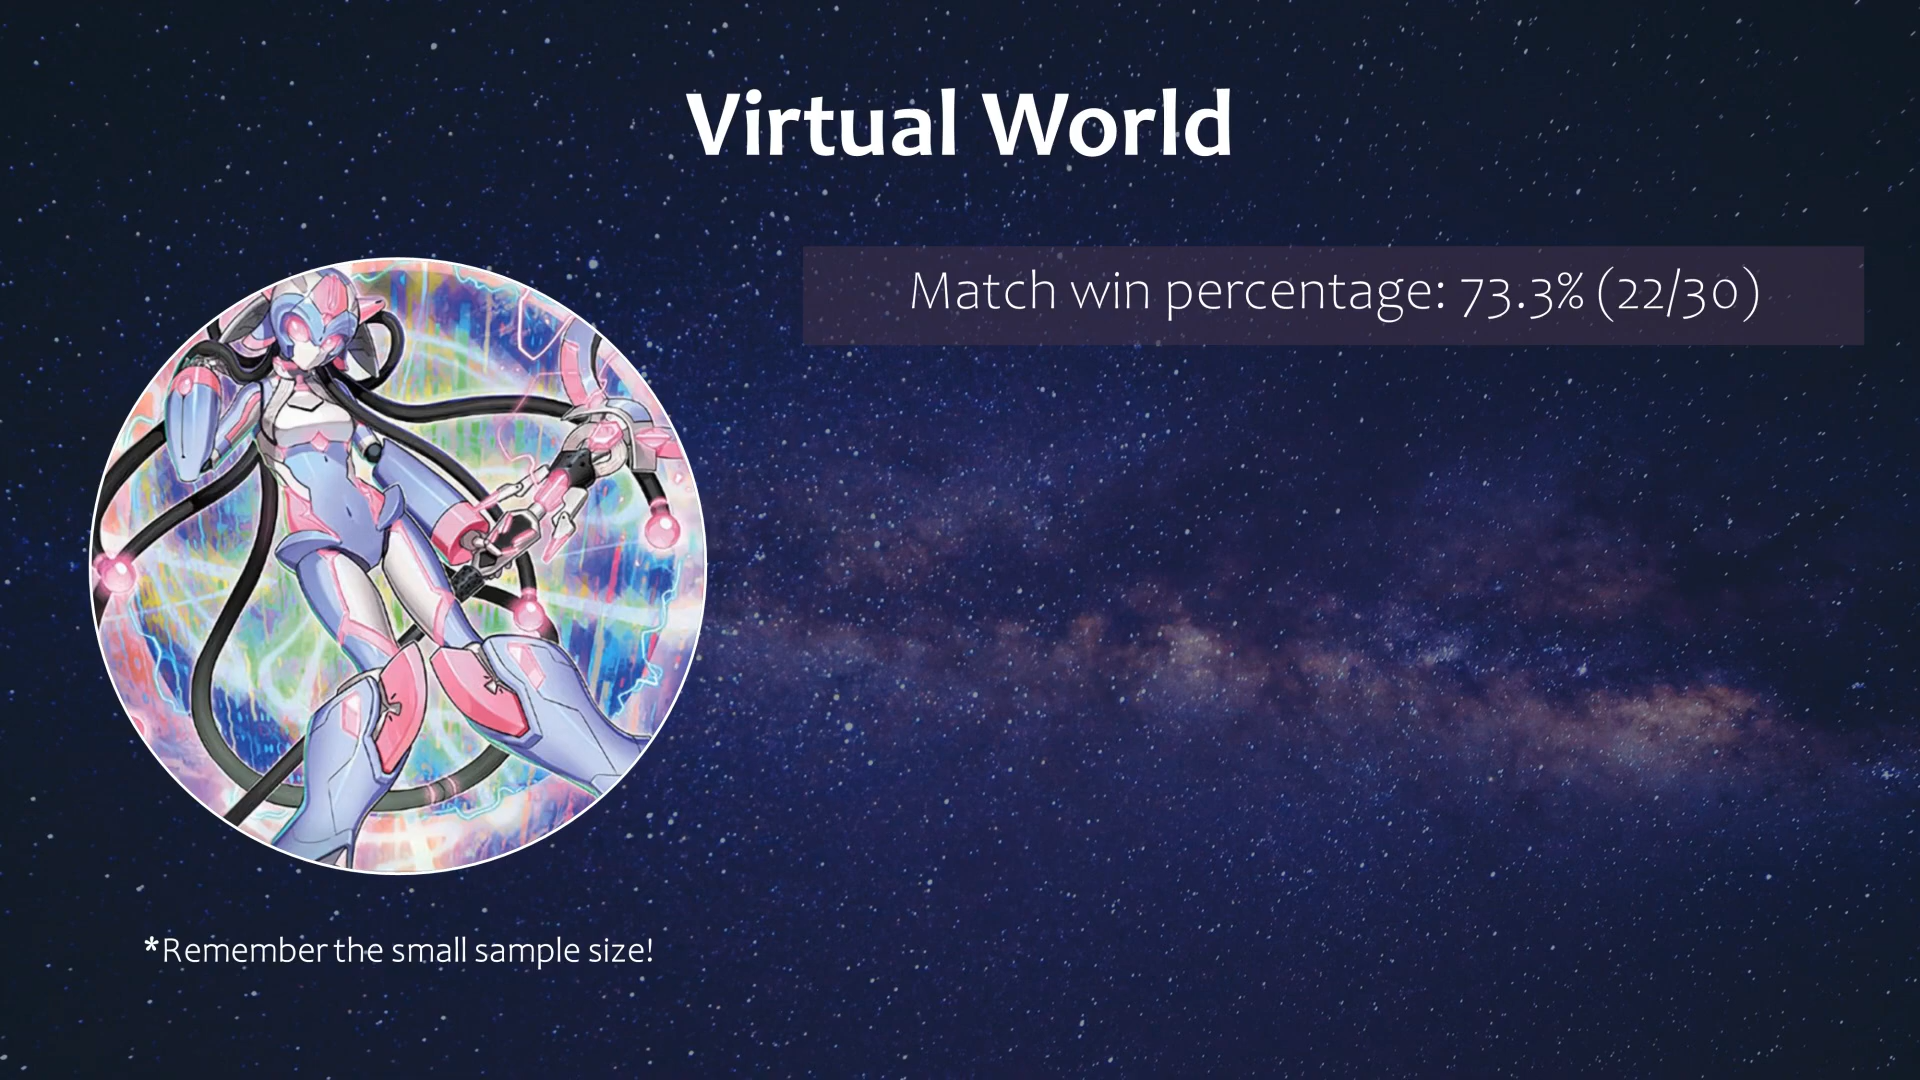 Virtual World
Match win percentage: 73.3% (22/30)
*Remember the small sample size!